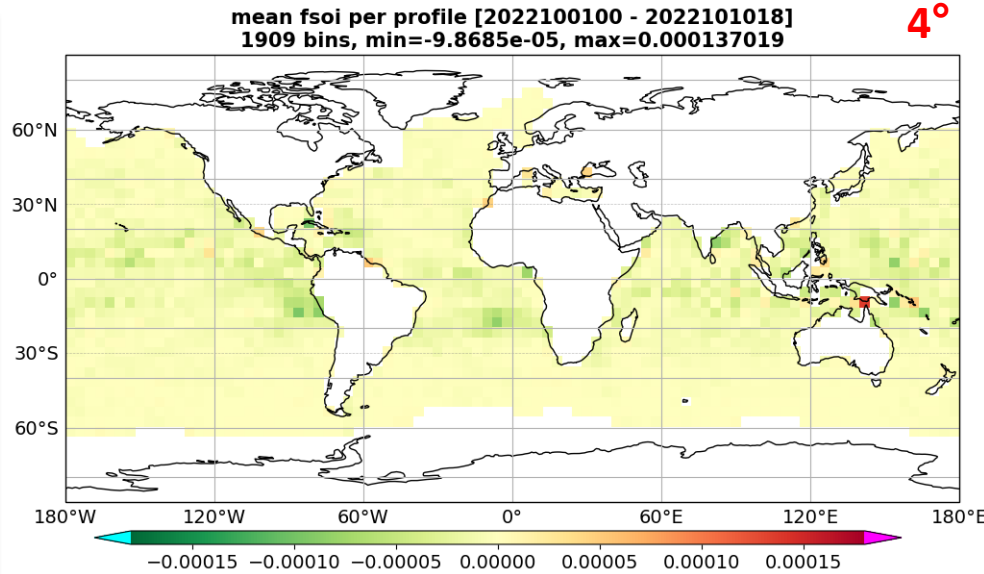 mean fsoi per profile [2022100100 - 2022101018]
1909 bins, min=-9.8685e-05, max=0.000137019
4°
60°N
30°N
0°
30°S
60°S
180°W 120°W 60°W 0° 60°E 120°E 180°E
−0.00015 −0.00010 −0.00005 0.00000 0.00005 0.00010 0.00015